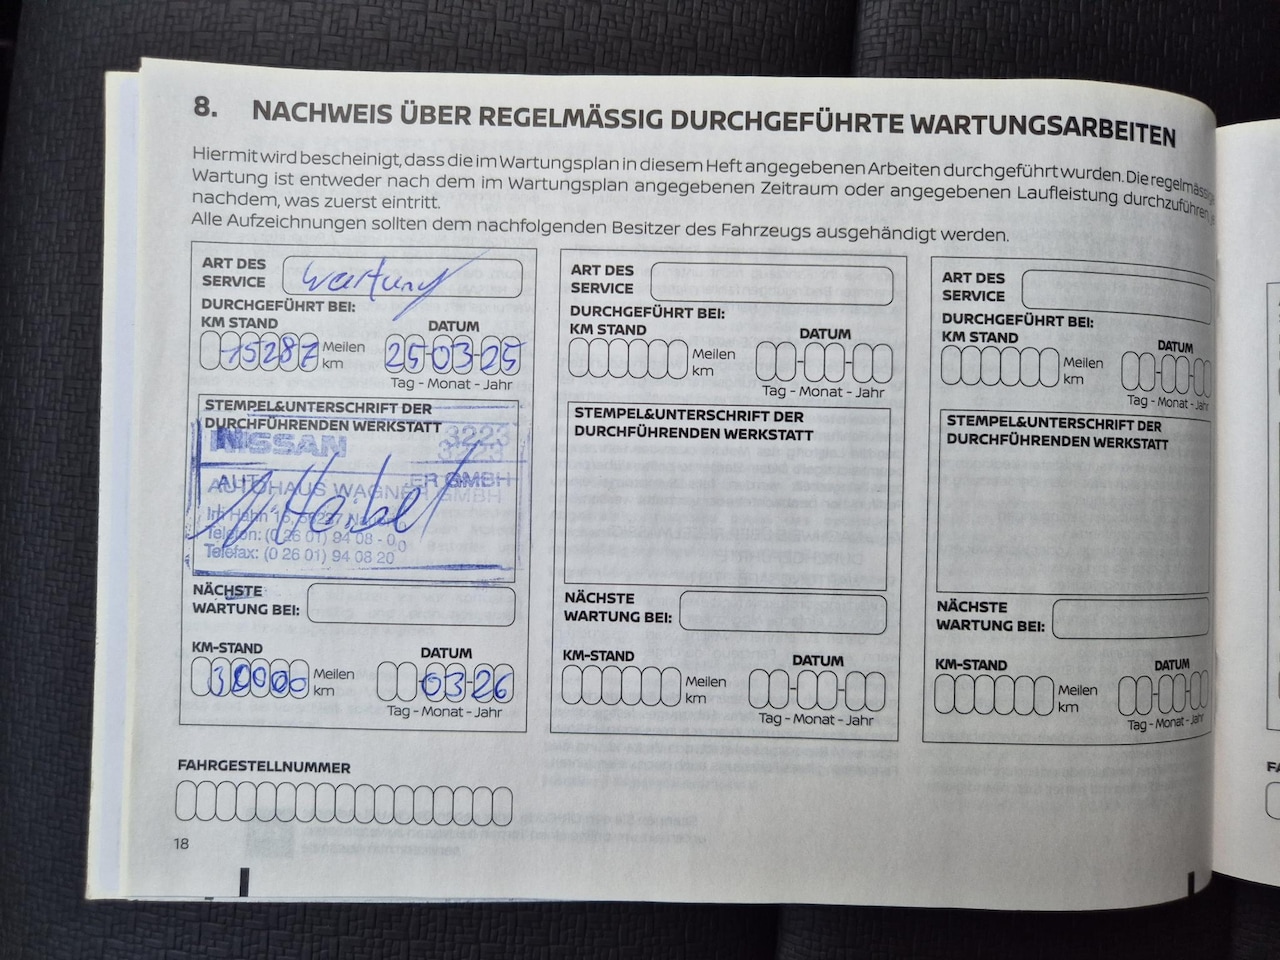 8. NACHWEIS ÜBER REGELMÄSSIG DURCHGEFÜHRTE WARTUNGSARBEITEN
Hiermit wird bescheinigt, dass die im Wartungsplan in diesem Heft angegebenen Arbeiten durchgeführt wurden. Die regelmässige
Wartung ist entweder nach dem im Wartungsplan angegebenen Zeitraum oder angegebenen Laufleistung durchzuführen,
nachdem, was zuerst eintritt.
Alle Aufzeichnungen sollten dem nachfolgenden Besitzer des Fahrzeugs ausgehändigt werden.
ART DES
SERVICE
Wartung
DURCHGEFÜHRT BEI:
KM STAND
DATUM
15287
Meilen
km
25-03-25
Tag - Monat - Jahr
STEMPEL&UNTERSCHRIFT DER
DURCHFÜHRENDEN WERKSTATT
NISSAN
3223
3223
AUTOHAUS WAGNER GMBH
ER GMBH
Im Hahn
Telefon: (0 26 01) 94 08 - 0
Telefax: (0 26 01) 94 08 20
NÄCHSTE
WARTUNG BEI:
KM-STAND
DATUM
Meilen
km
03-26
Tag - Monat - Jahr
ART DES
SERVICE
DURCHGEFÜHRT BEI:
KM STAND
DATUM
Meilen
km
Tag - Monat - Jahr
STEMPEL&UNTERSCHRIFT DER
DURCHFÜHRENDEN WERKSTATT
NÄCHSTE
WARTUNG BEI:
KM-STAND
DATUM
Meilen
km
Tag - Monat - Jahr
ART DES
SERVICE
DURCHGEFÜHRT BEI:
KM STAND
DATUM
Meilen
km
Tag - Monat - Jahr
STEMPEL&UNTERSCHRIFT DER
DURCHFÜHRENDEN WERKSTATT
NÄCHSTE
WARTUNG BEI:
KM-STAND
DATUM
Meilen
km
Tag - Monat - Jahr
FAHRGESTELLNUMMER
18